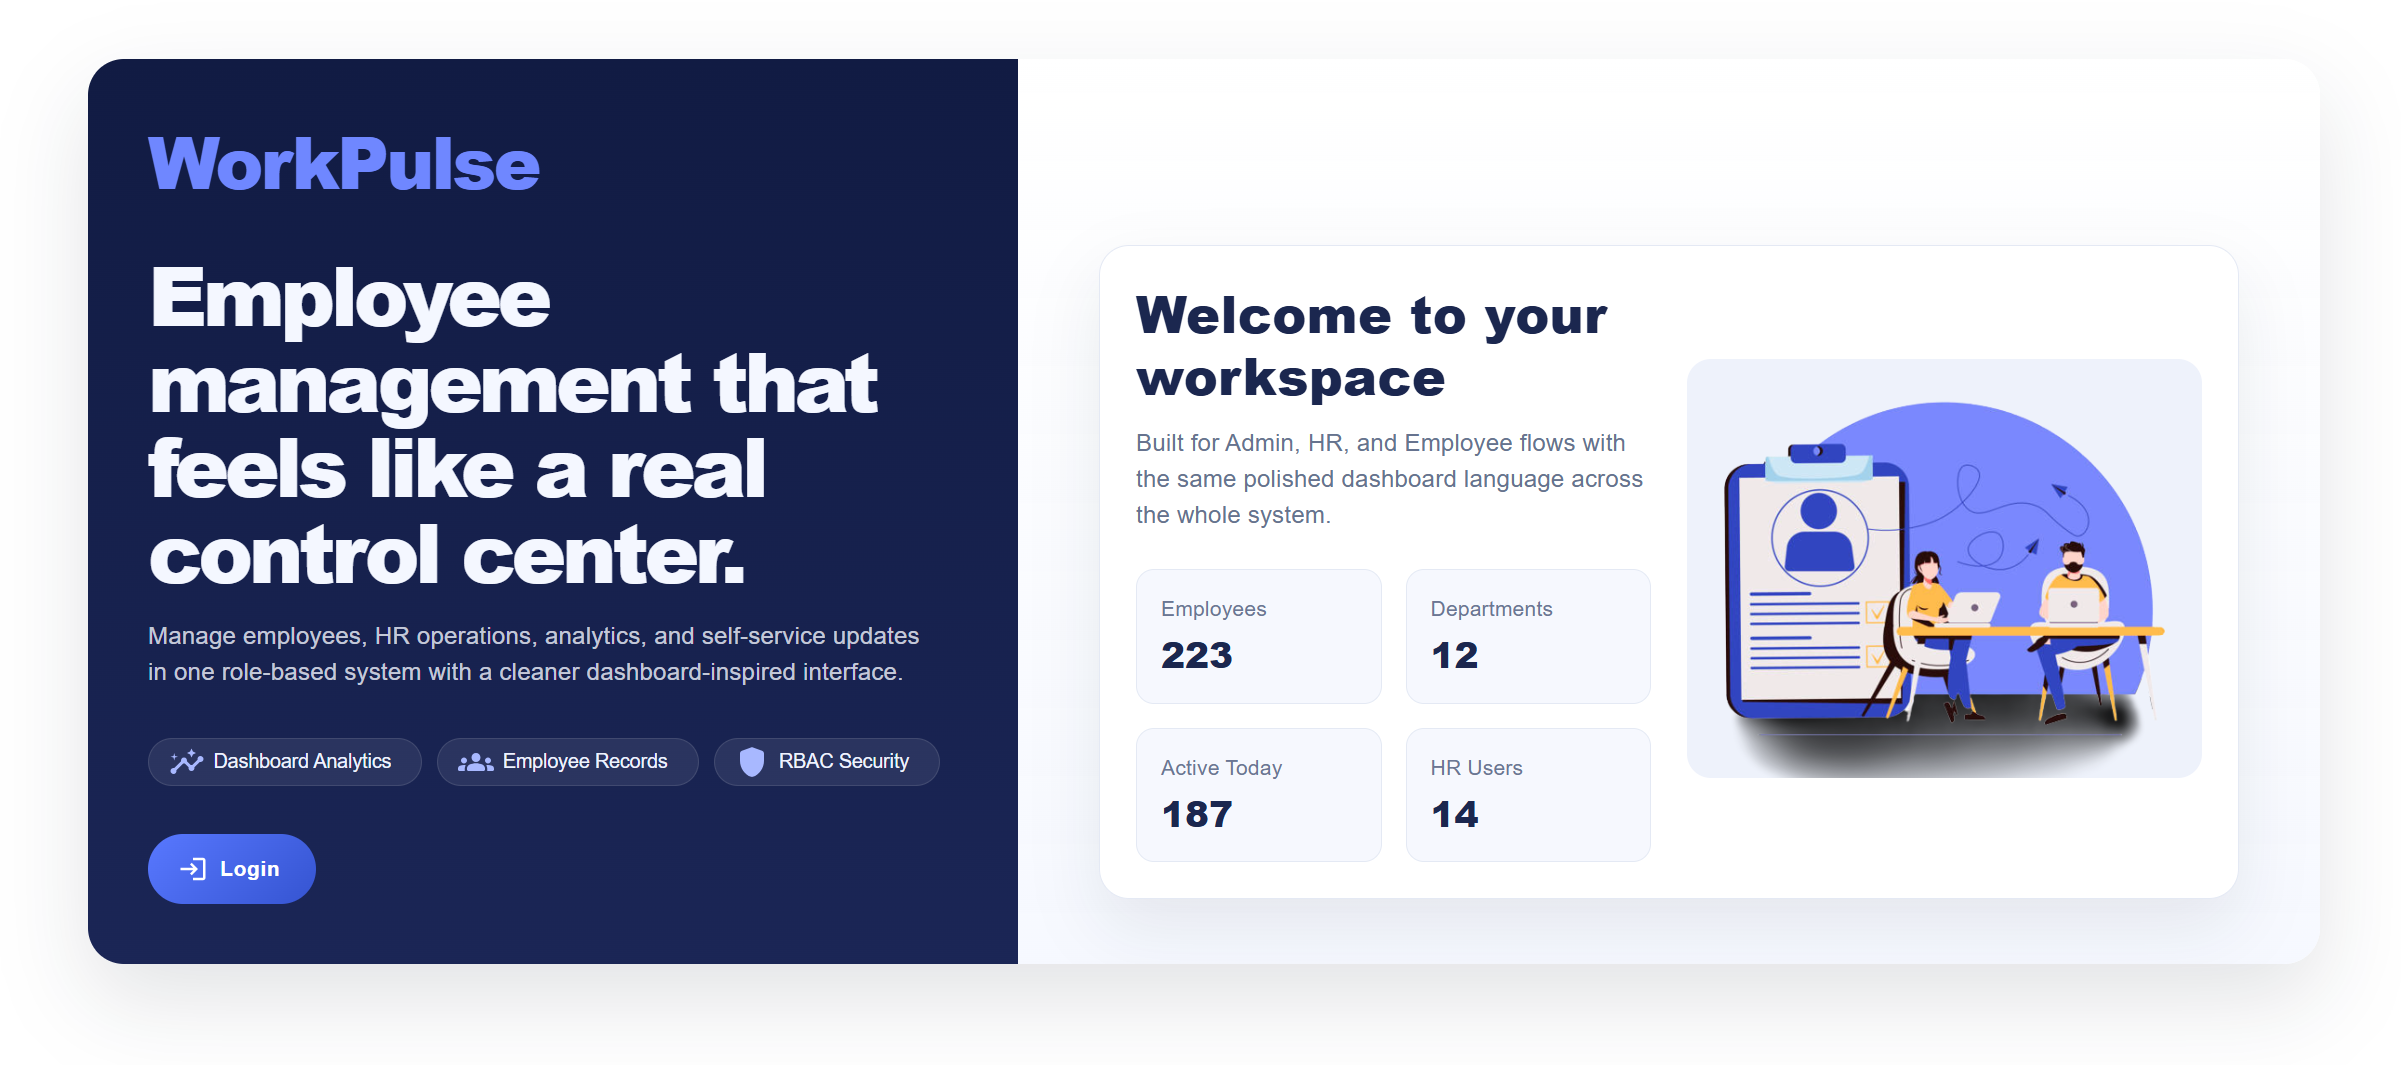 WorkPulse
Employee
management that
feels like a real
control center.
Manage employees, HR operations, analytics, and self-service updates
in one role-based system with a cleaner dashboard-inspired interface.
Dashboard Analytics
Employee Records
RBAC Security
Login
Welcome to your
workspace
Built for Admin, HR, and Employee flows with
the same polished dashboard language across
the whole system.
Employees
223
Departments
12
Active Today
187
HR Users
14